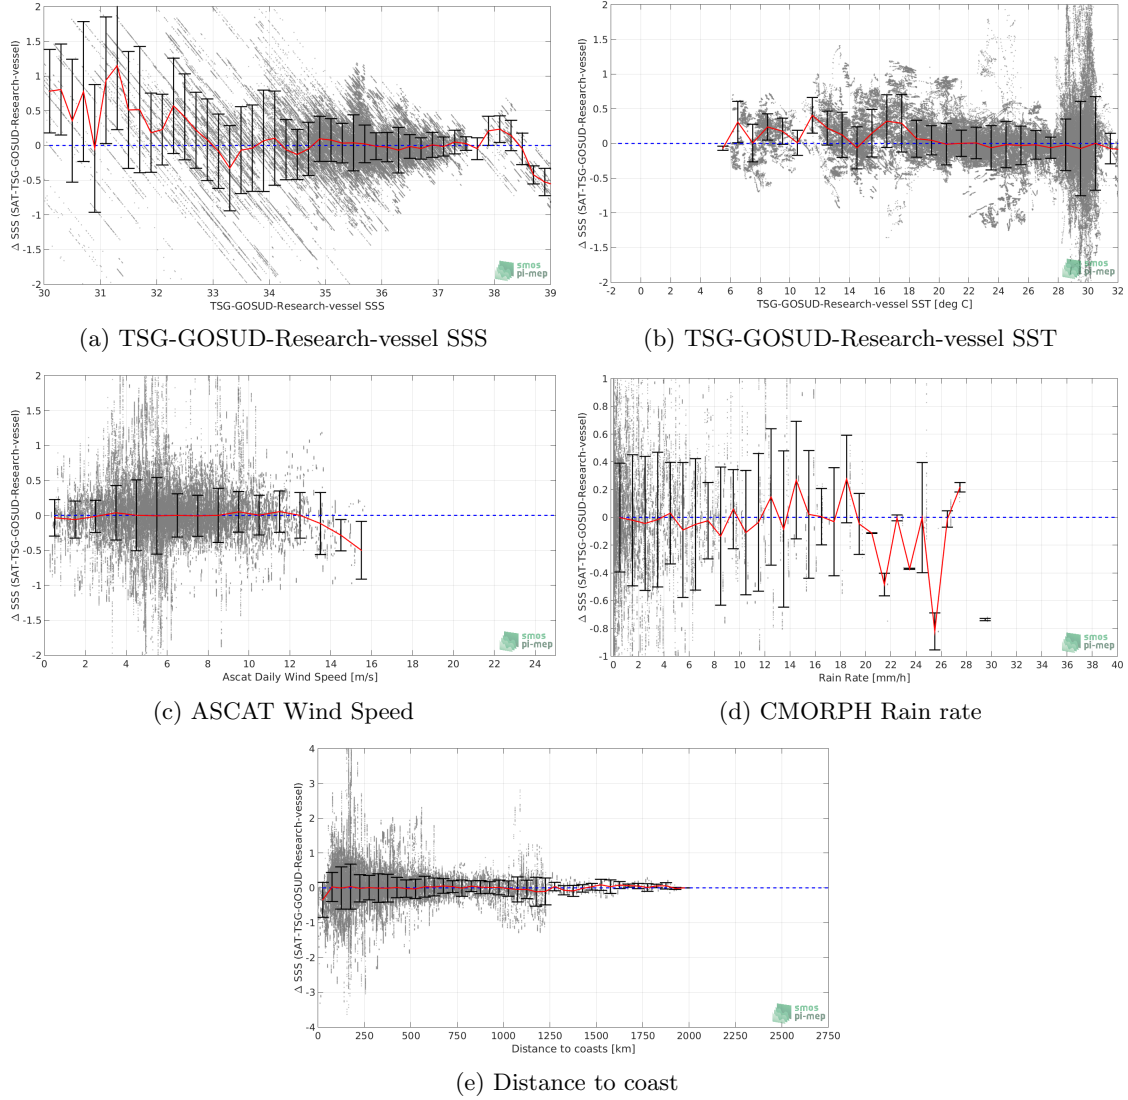 Δ SSS (SAT-TSG-GOSUD-Research-vessel)
2
1.5
1
0.5
0
-0.5
-1
-1.5
-2
30 31 32 33 34 35 36 37 38 39
TSG-GOSUD-Research-vessel SSS
smos
pi-mep
(a) TSG-GOSUD-Research-vessel SSS
Δ SSS (SAT-TSG-GOSUD-Research-vessel)
2
1.5
1
0.5
0
-0.5
-1
-1.5
-2
-2 0 2 4 6 8 10 12 14 16 18 20 22 24 26 28 30 32
TSG-GOSUD-Research-vessel SST [deg C]
smos
pi-mep
(b) TSG-GOSUD-Research-vessel SST
Δ SSS (SAT-TSG-GOSUD-Research-vessel)
2
1.5
1
0.5
0
-0.5
-1
-1.5
-2
0 2 4 6 8 10 12 14 16 18 20 22 24
Ascat Daily Wind Speed [m/s]
smos
pi-mep
(c) ASCAT Wind Speed
Δ SSS (SAT-TSG-GOSUD-Research-vessel)
1
0.8
0.6
0.4
0.2
0
-0.2
-0.4
-0.6
-0.8
-1
0 2 4 6 8 10 12 14 16 18 20 22 24 26 28 30 32 34 36 38 40
Rain Rate [mm/h]
smos
pi-mep
(d) CMORPH Rain rate
Δ SSS (SAT-TSG-GOSUD-Research-vessel)
4
3
2
1
0
-1
-2
-3
-4
0 250 500 750 1000 1250 1500 1750 2000 2250 2500 2750
Distance to coasts [km]
smos
pi-mep
(e) Distance to coast